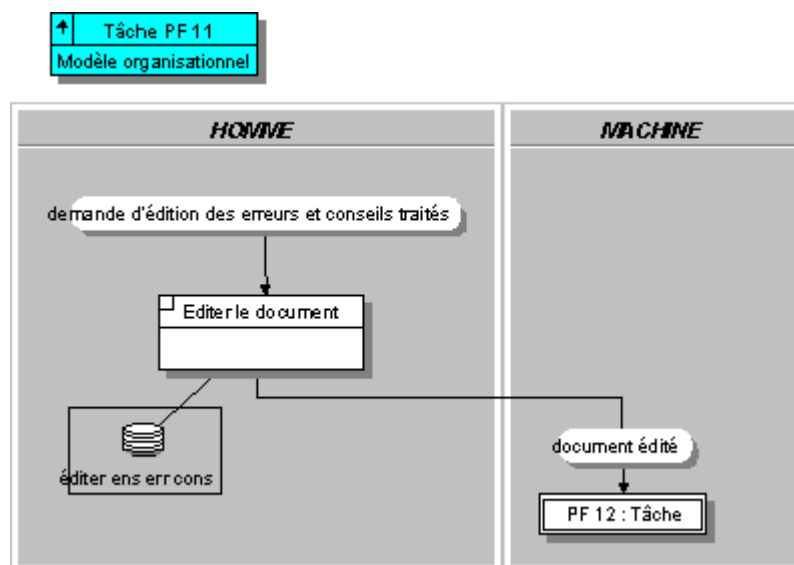 Tâche PF11
Modèle organisationnel
HOMME
MACHINE
demande d'édition des erreurs et conseils traités
Editer le document
éditer ens err cons
document édité
PF 12 : Tâche